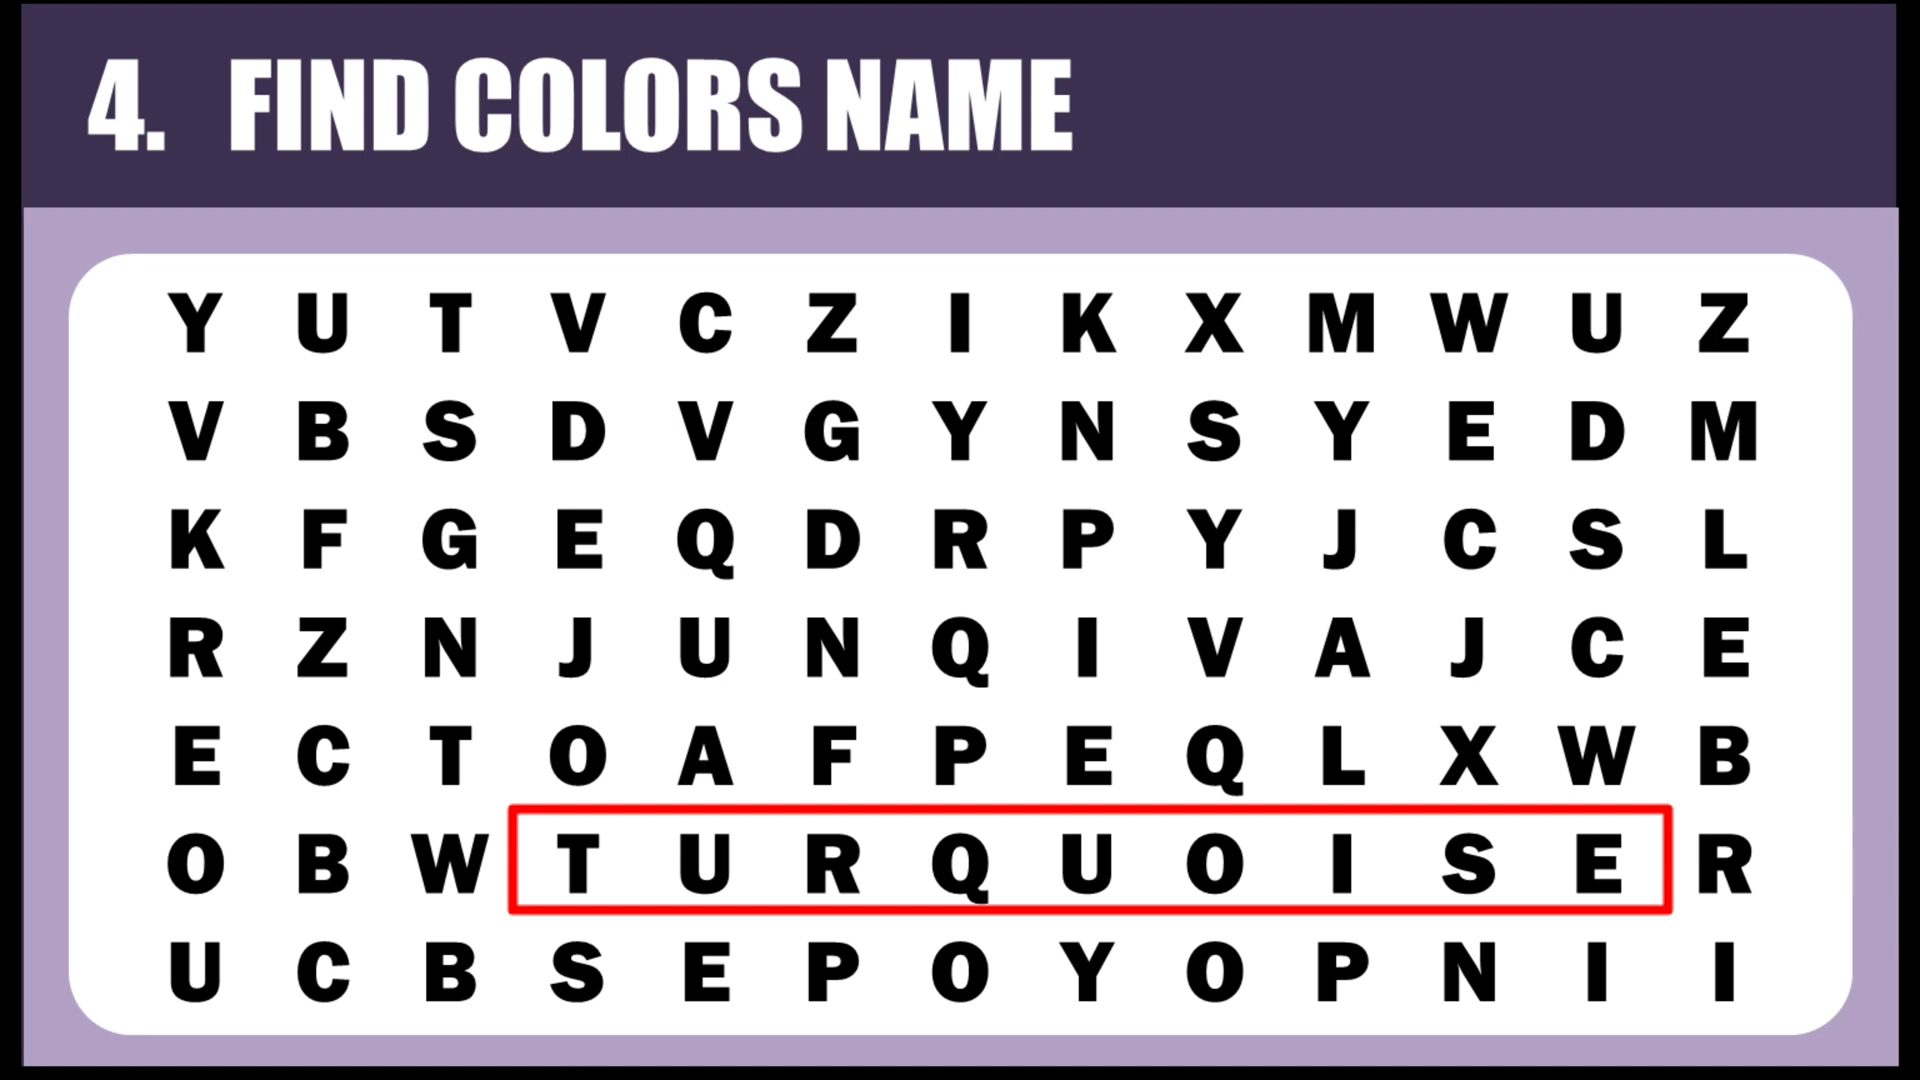 4. FIND COLORS NAME
Y U T V C Z I K X M W U Z
V B S D V G Y N S Y E D M
K F G E Q D R P Y J C S L
R Z N J U N Q I V A J C E
E C T O A F P E Q L X W B
O B W T U R Q U O I S E R
U C B S E P O Y O P N I I